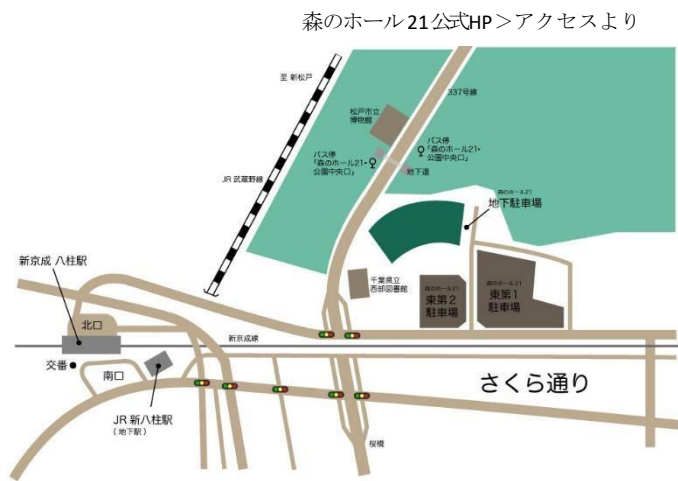 森のホール21公式HP＞アクセスより
至 新松戸
337号線
松戸市立
博物館
バス停
「森のホール21・
公園中央口」
バス停
「森のホール21・
公園中央口」
地下道
JR 武蔵野線
森のホール21
地下駐車場
新京成 八柱駅
千葉県立
西部図書館
森のホール21
東第2
駐車場
森のホール21
東第1
駐車場
北口
新京成線
交番
南口
さくら通り
JR 新八柱駅
(地下駅)
桜橋